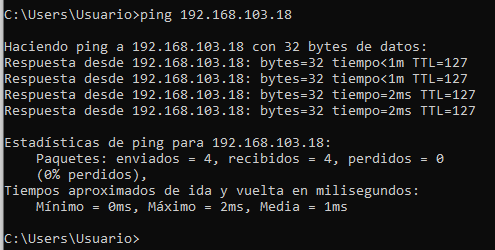 C:\Users\Usuario>ping 192.168.103.18
Haciendo ping a 192.168.103.18 con 32 bytes de datos:
Respuesta desde 192.168.103.18: bytes=32 tiempo<1m TTL=127
Respuesta desde 192.168.103.18: bytes=32 tiempo<1m TTL=127
Respuesta desde 192.168.103.18: bytes=32 tiempo=2ms TTL=127
Respuesta desde 192.168.103.18: bytes=32 tiempo=2ms TTL=127
Estadísticas de ping para 192.168.103.18:
Paquetes: enviados = 4, recibidos = 4, perdidos = 0
(0% perdidos),
Tiempos aproximados de ida y vuelta en milisegundos:
Mínimo = 0ms, Máximo = 2ms, Media = 1ms
C:\Users\Usuario>